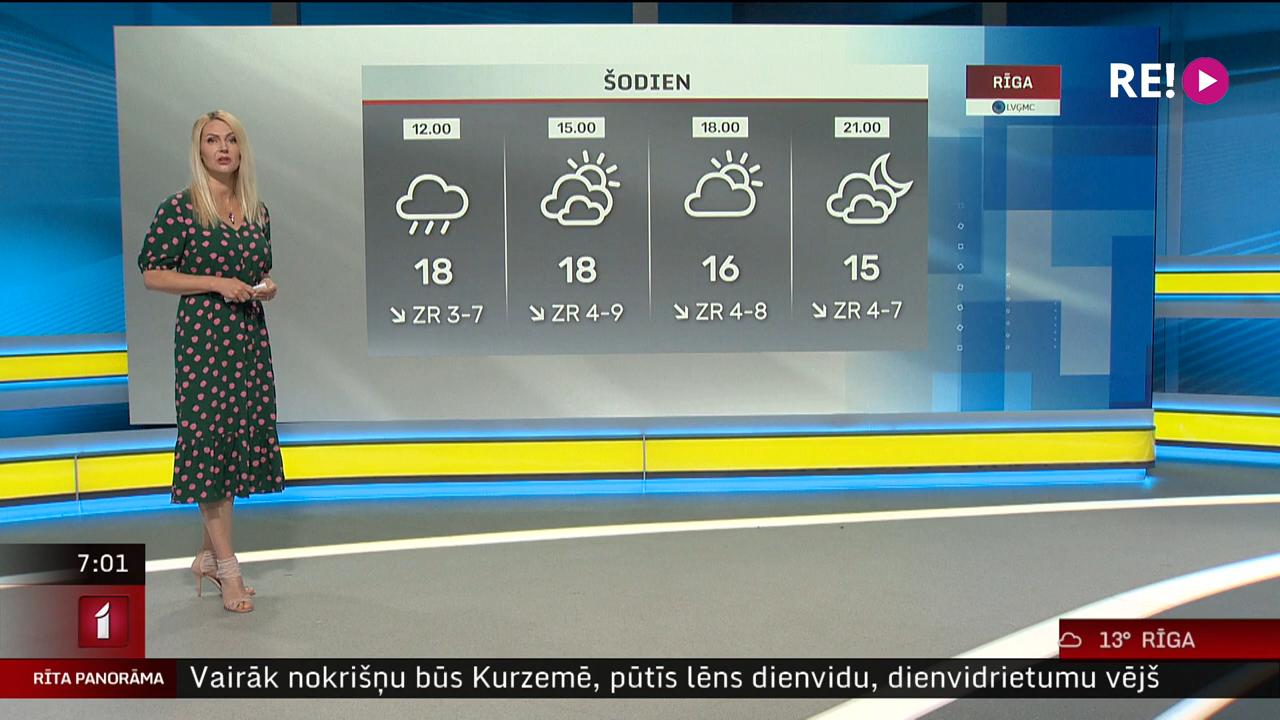 ŠODIEN
RĪGA
LVĢMC
RE!
12.00 15.00 18.00 21.00
18 18 16 15
ZR 3-7 ZR 4-9 ZR 4-8 ZR 4-7
7:01
1
13° RĪGA
RĪTA PANORĀMA
Vairāk nokrišņu būs Kurzemē, pūtīs lēns dienvidu, dienvidrietumu vējš